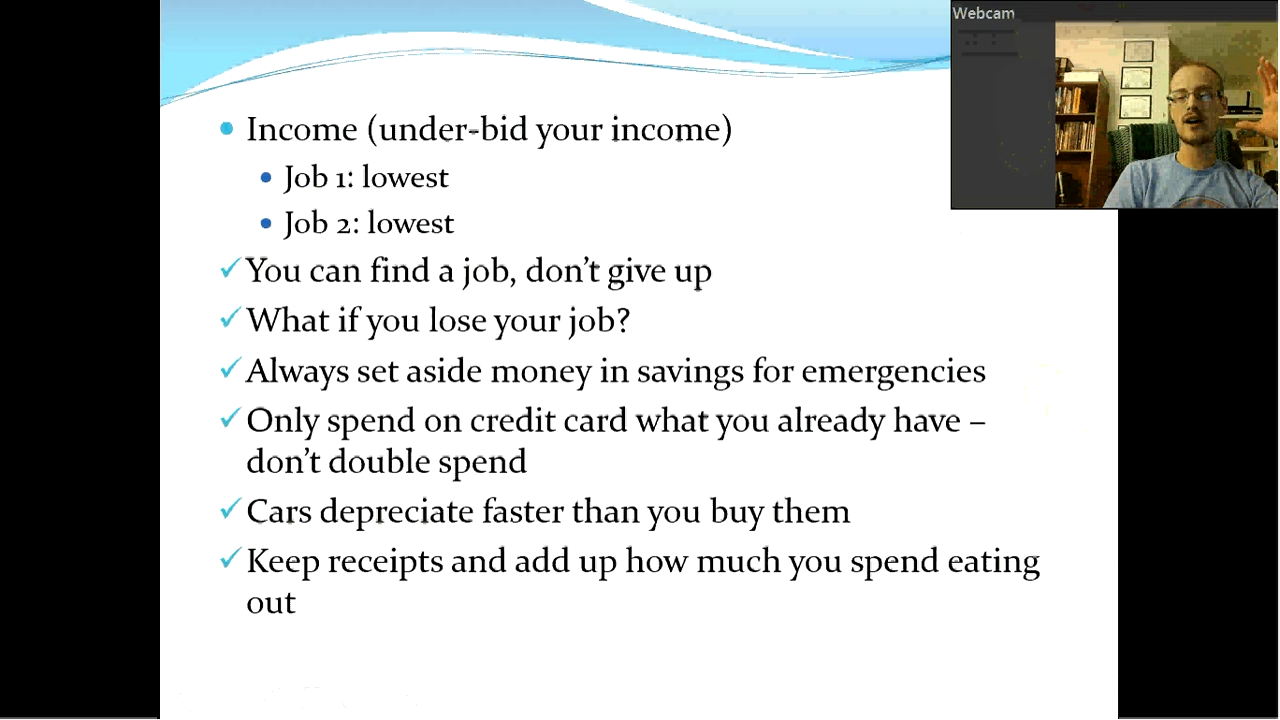 Webcam
Income (under-bid your income)
Job 1: lowest
Job 2: lowest
You can find a job, don't give up
What if you lose your job?
Always set aside money in savings for emergencies
Only spend on credit card what you already have –
don't double spend
Cars depreciate faster than you buy them
Keep receipts and add up how much you spend eating
out